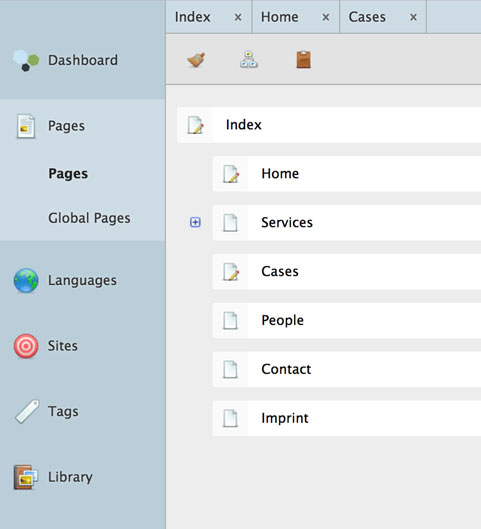 Index x Home x Cases x
Dashboard
Pages
Pages
Global Pages
Languages
Sites
Tags
Library
Index
Home
Services
Cases
People
Contact
Imprint